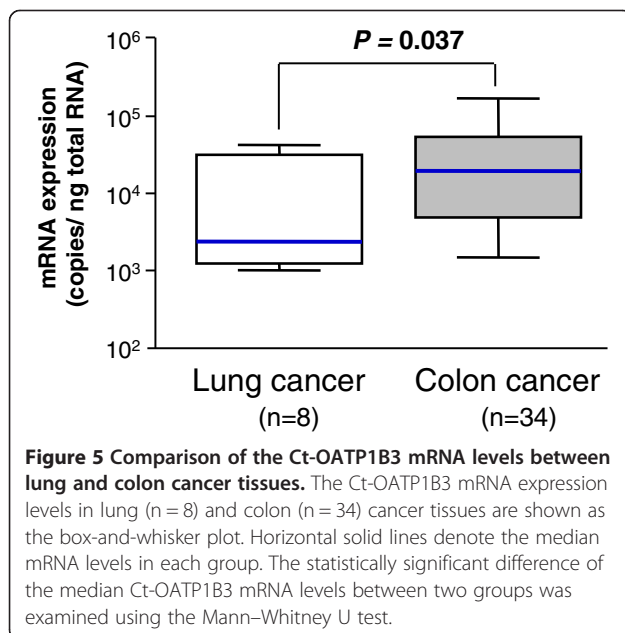 P = 0.037
mRNA expression
(copies/ ng total RNA)
10⁶
10⁵
10⁴
10³
10²
Lung cancer
(n=8)
Colon cancer
(n=34)
Figure 5 Comparison of the Ct-OATP1B3 mRNA levels between
lung and colon cancer tissues. The Ct-OATP1B3 mRNA expression
levels in lung (n = 8) and colon (n = 34) cancer tissues are shown as
the box-and-whisker plot. Horizontal solid lines denote the median
mRNA levels in each group. The statistically significant difference of
the median Ct-OATP1B3 mRNA levels between two groups was
examined using the Mann–Whitney U test.